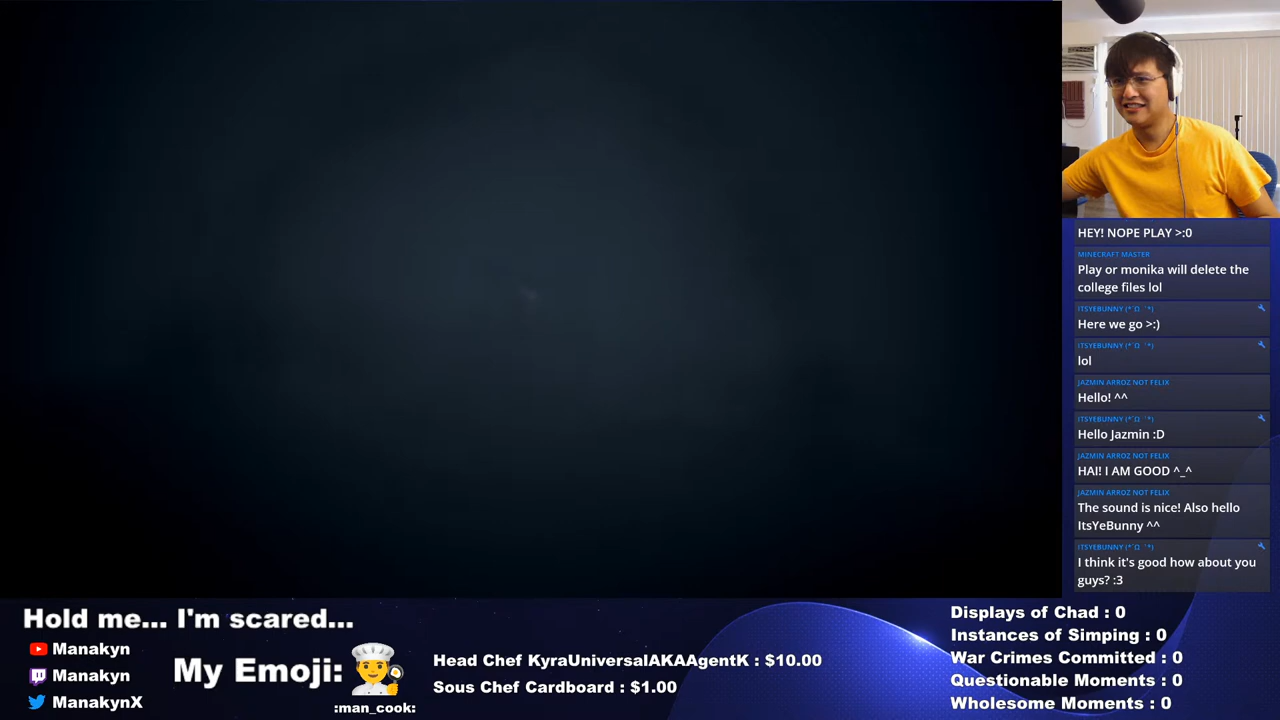 HEY! NOPE PLAY >:0
MINECRAFT MASTER
Play or monika will delete the
college files lol
ITSYEBUNNY (*´Ω｀*)
Here we go >:)
ITSYEBUNNY (*´Ω｀*)
lol
JAZMIN ARROZ NOT FELIX
Hello! ^^
ITSYEBUNNY (*´Ω｀*)
Hello Jazmin :D
JAZMIN ARROZ NOT FELIX
HAI! I AM GOOD ^_^
JAZMIN ARROZ NOT FELIX
The sound is nice! Also hello
ItsYeBunny ^^
ITSYEBUNNY (*´Ω｀*)
I think it's good how about you
guys? :3
Hold me... I'm scared...
Manakyn
Manakyn
ManakynX
My Emoji:
:man_cook:
Head Chef KyraUniversalAKAAgentK : $10.00
Sous Chef Cardboard : $1.00
Displays of Chad : 0
Instances of Simping : 0
War Crimes Committed : 0
Questionable Moments : 0
Wholesome Moments : 0